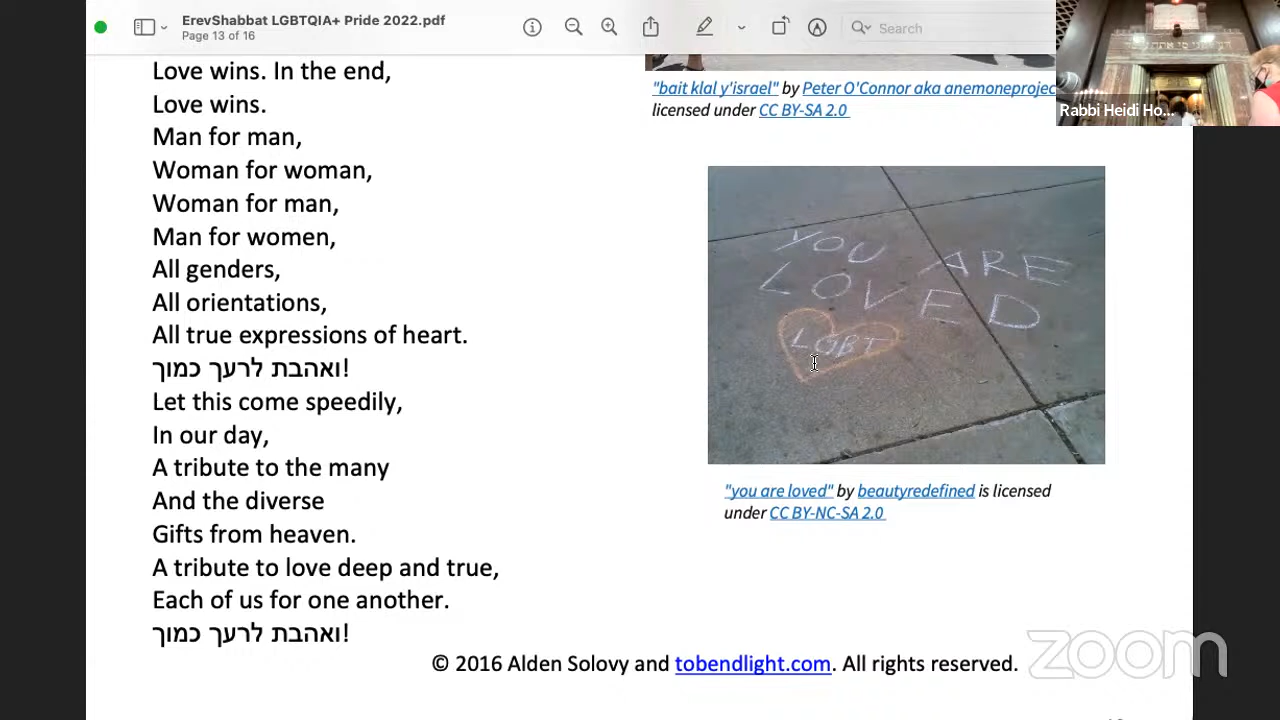 ErevShabbat LGBTQIA+ Pride 2022.pdf
Page 13 of 16
Search
Rabbi Heidi Ho...
Love wins. In the end,
Love wins.
Man for man,
Woman for woman,
Woman for man,
Man for women,
All genders,
All orientations,
All true expressions of heart.
ואהבת לרעך כמוך!
Let this come speedily,
In our day,
A tribute to the many
And the diverse
Gifts from heaven.
A tribute to love deep and true,
Each of us for one another.
ואהבת לרעך כמוך!
"bait klal y'israel" by Peter O'Connor aka anemoneprojec
licensed under CC BY-SA 2.0
YOU ARE
LOVED
LGBT
"you are loved" by beautyredefined is licensed
under CC BY-NC-SA 2.0
© 2016 Alden Solovy and tobendlight.com. All rights reserved.
zoom